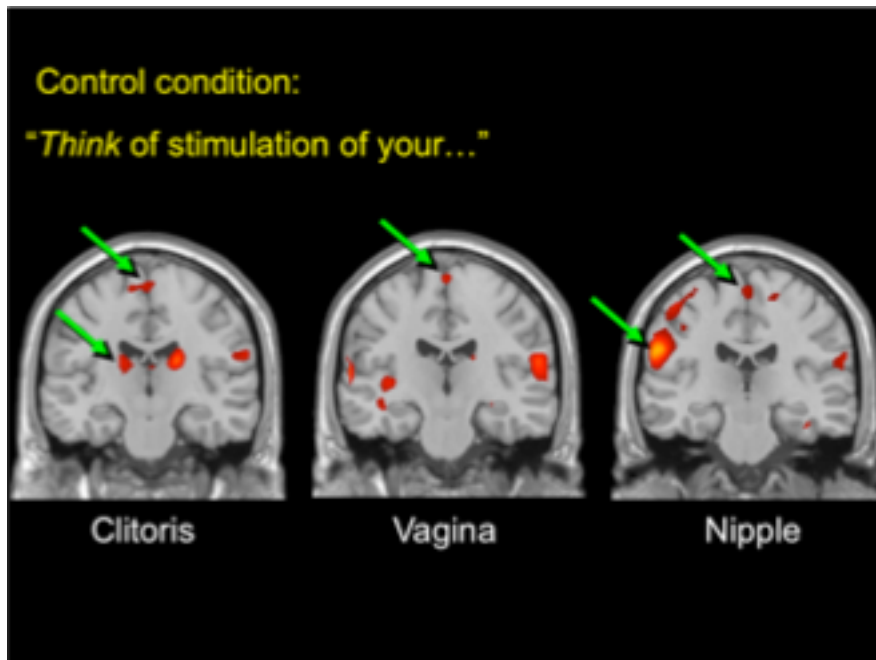 Control condition:
“Think of stimulation of your…”
Clitoris
Vagina
Nipple